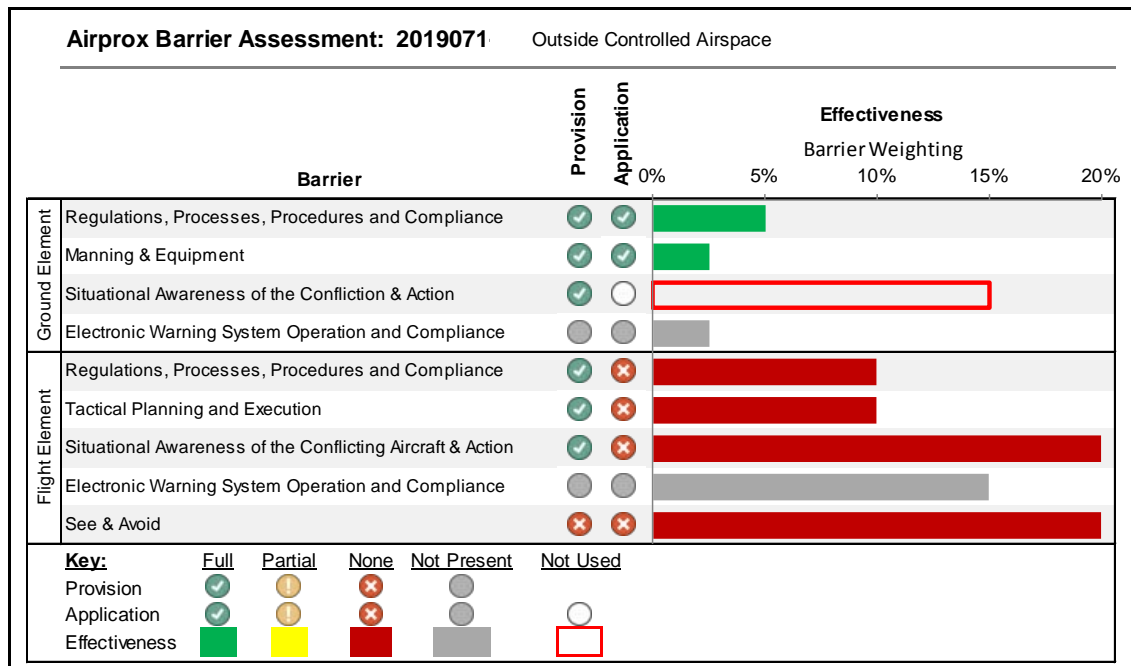 Airprox Barrier Assessment: 2019071 Outside Controlled Airspace
Provision
Application
Effectiveness
Barrier Weighting
Barrier
0% 5% 10% 15% 20%
Ground Element
Regulations, Processes, Procedures and Compliance
Manning & Equipment
Situational Awareness of the Confliction & Action
Electronic Warning System Operation and Compliance
Flight Element
Regulations, Processes, Procedures and Compliance
Tactical Planning and Execution
Situational Awareness of the Conflicting Aircraft & Action
Electronic Warning System Operation and Compliance
See & Avoid
Key: Full Partial None Not Present Not Used
Provision
Application
Effectiveness